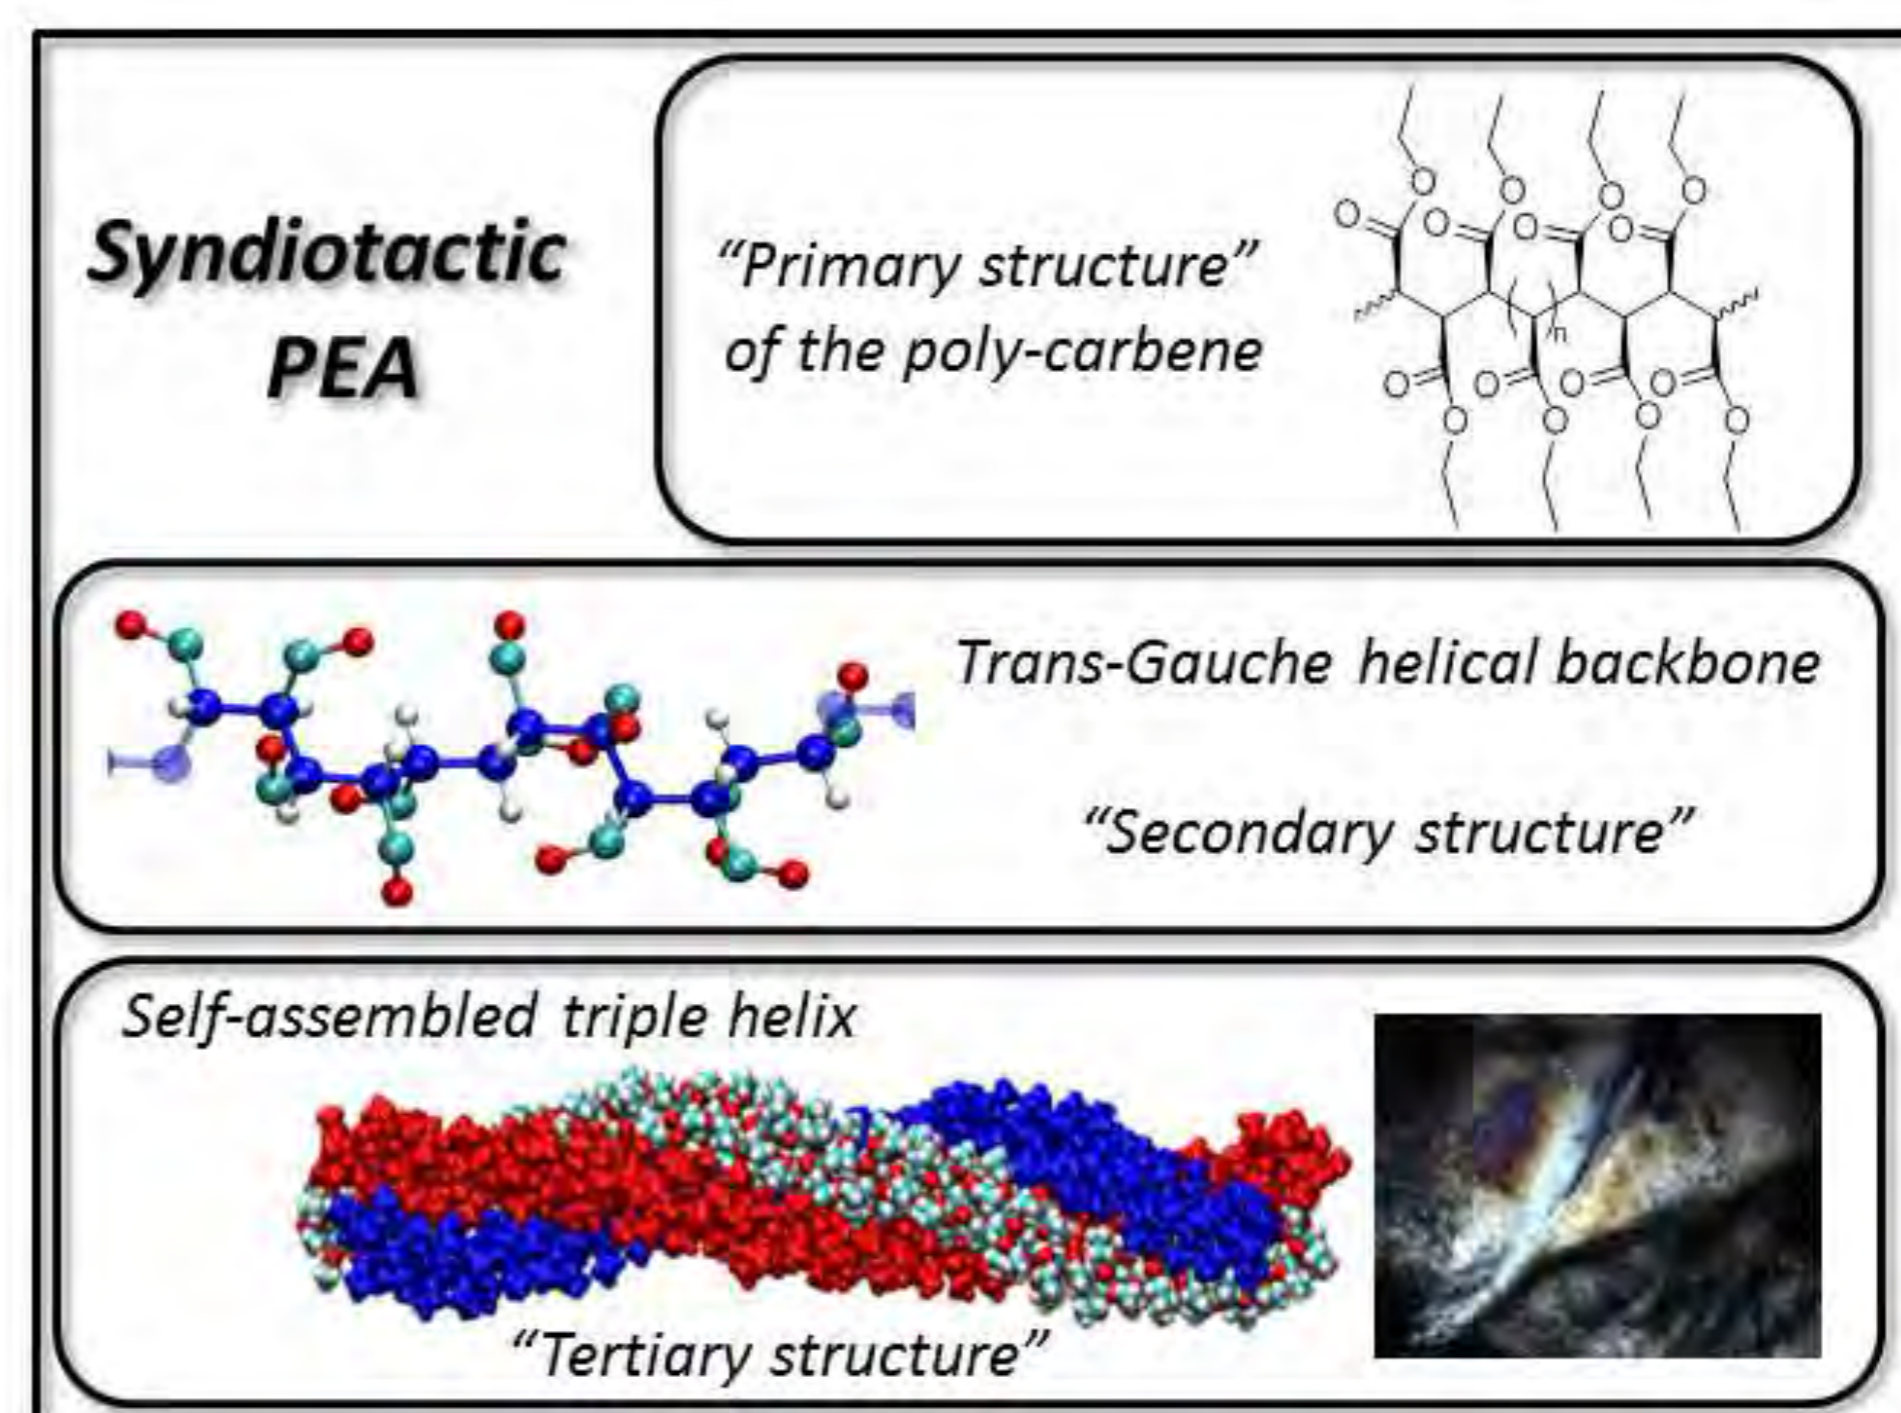 Syndiotactic
PEA
“Primary structure”
of the poly-carbene
O O O O
O O O O
n
O O O O
O O O O
Trans-Gauche helical backbone
“Secondary structure”
Self-assembled triple helix
“Tertiary structure”